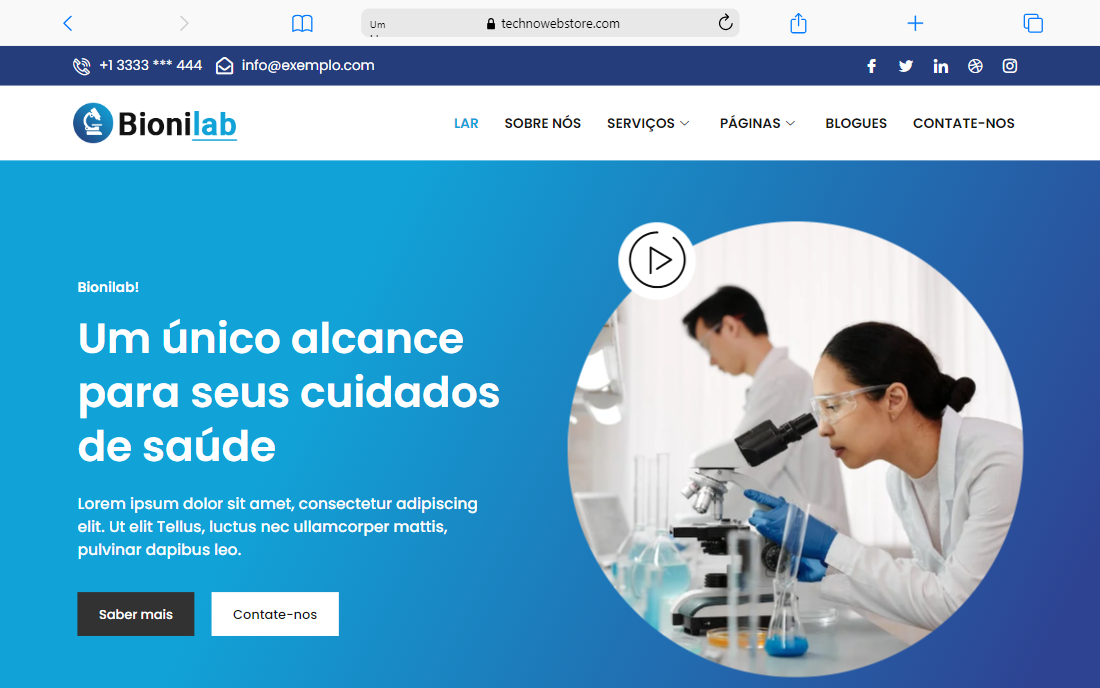 Um
technowebstore.com
+1 3333 *** 444 info@exemplo.com
Bionilab
LAR SOBRE NÓS SERVIÇOS PÁGINAS BLOGUES CONTATE-NOS
Bionilab!
Um único alcance
para seus cuidados
de saúde
Lorem ipsum dolor sit amet, consectetur adipiscing
elit. Ut elit Tellus, luctus nec ullamcorper mattis,
pulvinar dapibus leo.
Saber mais Contate-nos